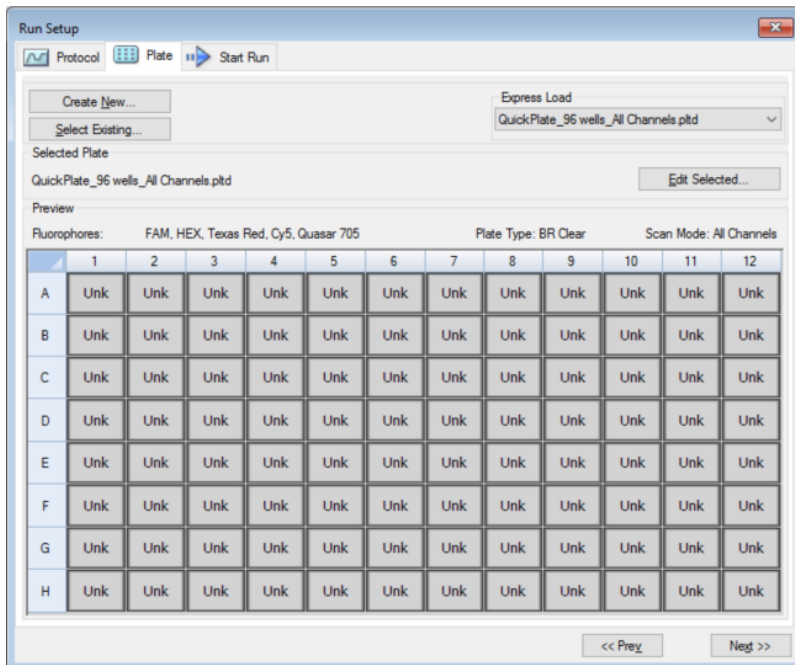 Run Setup
Protocol Plate Start Run
Create New... Express Load
Select Existing... QuickPlate_96 wells_All Channels.pltd
Selected Plate
QuickPlate_96 wells_All Channels.pltd Edit Selected...
Preview
Fluorophores: FAM, HEX, Texas Red, Cy5, Quasar 705 Plate Type: BR Clear Scan Mode: All Channels
1 2 3 4 5 6 7 8 9 10 11 12
A Unk Unk Unk Unk Unk Unk Unk Unk Unk Unk Unk Unk
B Unk Unk Unk Unk Unk Unk Unk Unk Unk Unk Unk Unk
C Unk Unk Unk Unk Unk Unk Unk Unk Unk Unk Unk Unk
D Unk Unk Unk Unk Unk Unk Unk Unk Unk Unk Unk Unk
E Unk Unk Unk Unk Unk Unk Unk Unk Unk Unk Unk Unk
F Unk Unk Unk Unk Unk Unk Unk Unk Unk Unk Unk Unk
G Unk Unk Unk Unk Unk Unk Unk Unk Unk Unk Unk Unk
H Unk Unk Unk Unk Unk Unk Unk Unk Unk Unk Unk Unk
<< Prev Next >>